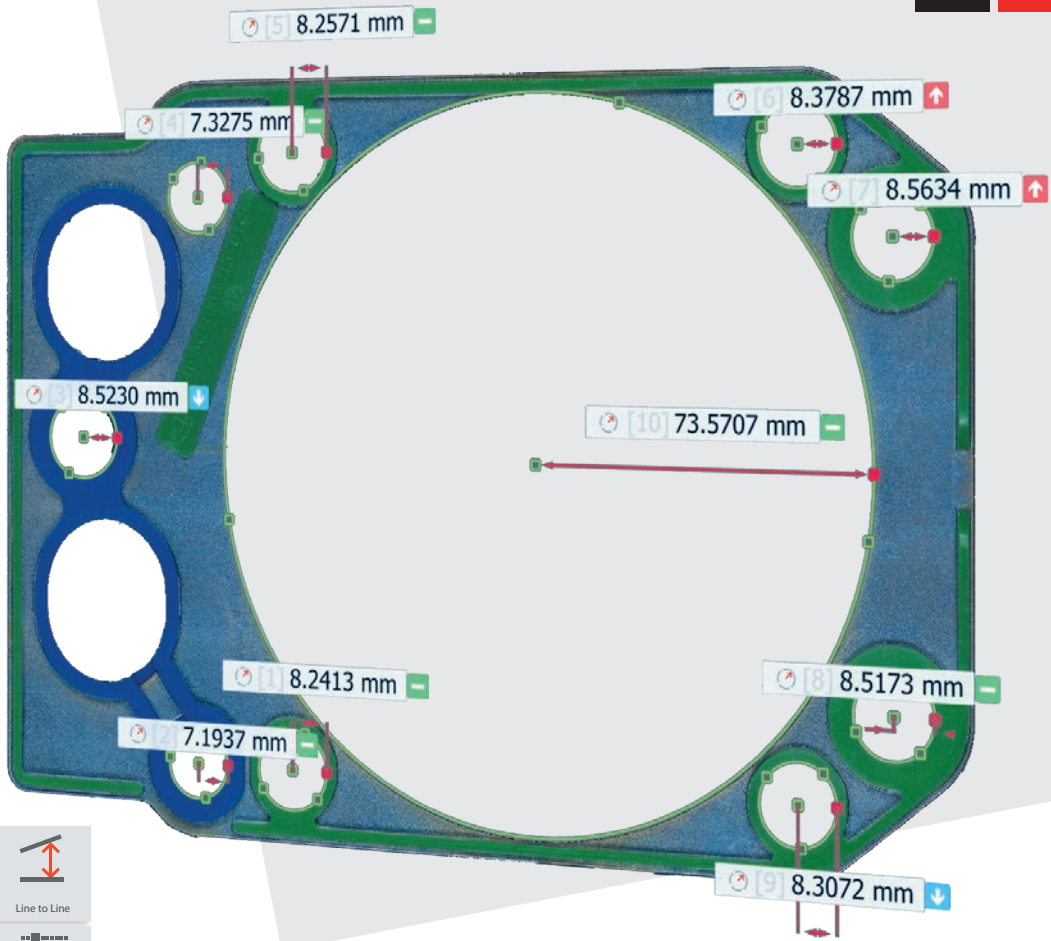 [5] 8.2571 mm
[4] 7.3275 mm
[6] 8.3787 mm
[7] 8.5634 mm
[3] 8.5230 mm
[10] 73.5707 mm
[1] 8.2413 mm
[8] 8.5173 mm
[2] 7.1937 mm
[9] 8.3072 mm
Line to Line